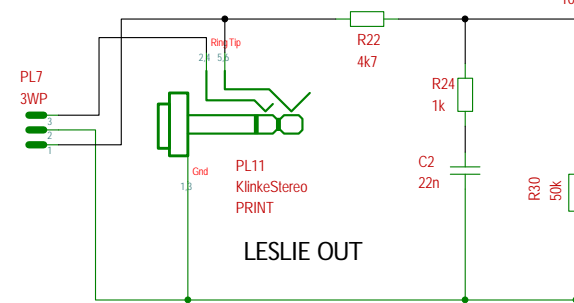 10
Ring Tip
2,4 5,6
R22
4k7
PL7
3WP
3
2
1
R24
1k
Gnd
1,3
PL11
KlinkeStereo
PRINT
C2
22n
R30
50k
LESLIE OUT